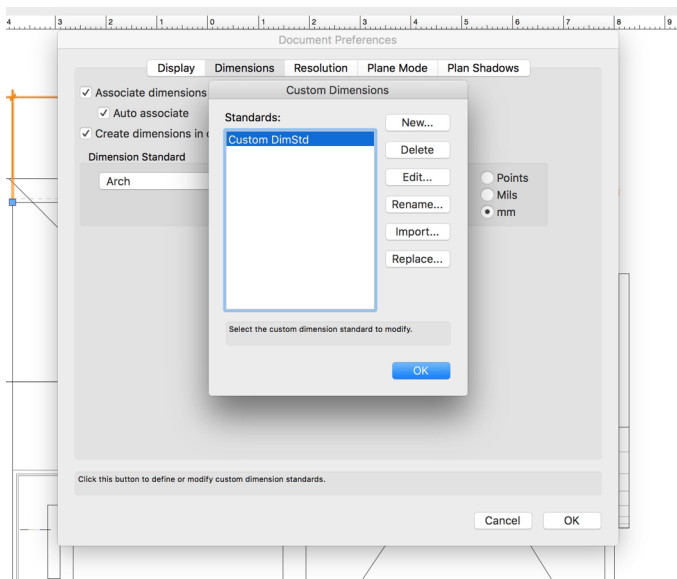 4 3 2 1 0 1 2 3 4 5 6 7 8 9
Document Preferences
Display Dimensions Resolution Plane Mode Plan Shadows
Associate dimensions
Auto associate
Create dimensions in
Dimension Standard
Arch
Custom Dimensions
Standards:
Custom DimStd
New...
Delete
Edit...
Rename...
Import...
Replace...
Select the custom dimension standard to modify.
OK
Points
Mils
mm
Click this button to define or modify custom dimension standards.
Cancel OK